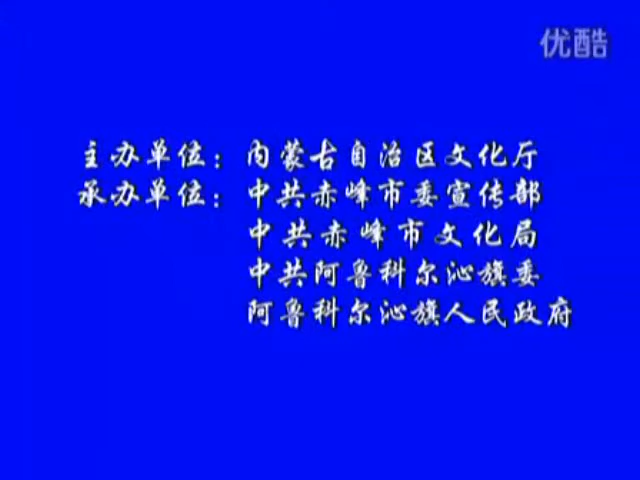 优酷
主办单位：内蒙古自治区文化厅
承办单位：中共赤峰市委宣传部
中共赤峰市文化局
中共阿鲁科尔沁旗委
阿鲁科尔沁旗人民政府